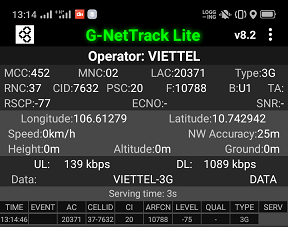 13:14
G-NetTrack Lite v8.2
Operator: VIETTEL
MCC:452 MNC:02 LAC:20371 Type:3G
RNC:37 CID:7632 PSC:20 F:10788 B:U1 TA:
RSCP:-77 ECNO:- SNR:-
Longitude:106.61279 Latitude:10.742942
Speed:0km/h NW Accuracy:25m
Height:0m Altitude:0m Ground:0m
UL: 139 kbps DL: 1089 kbps
Data: VIETTEL-3G DATA
Serving time: 3s
TIME EVENT AC CELLID CI ARFCN LEVEL QUAL TYPE SERV
13:14:46 20371 37-7632 20 10788 -75 3G